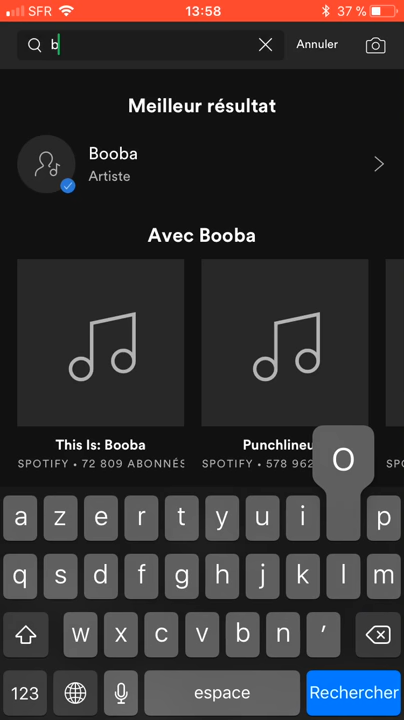 SFR 13:58 37 %
b Annuler
Meilleur résultat
Booba
Artiste
Avec Booba
This Is: Booba
SPOTIFY • 72 809 ABONNÉS
Punchlineu
SPOTIFY • 578 962
SPO
O
a z e r t y u i p
q s d f g h j k l m
w x c v b n '
123 espace Rechercher